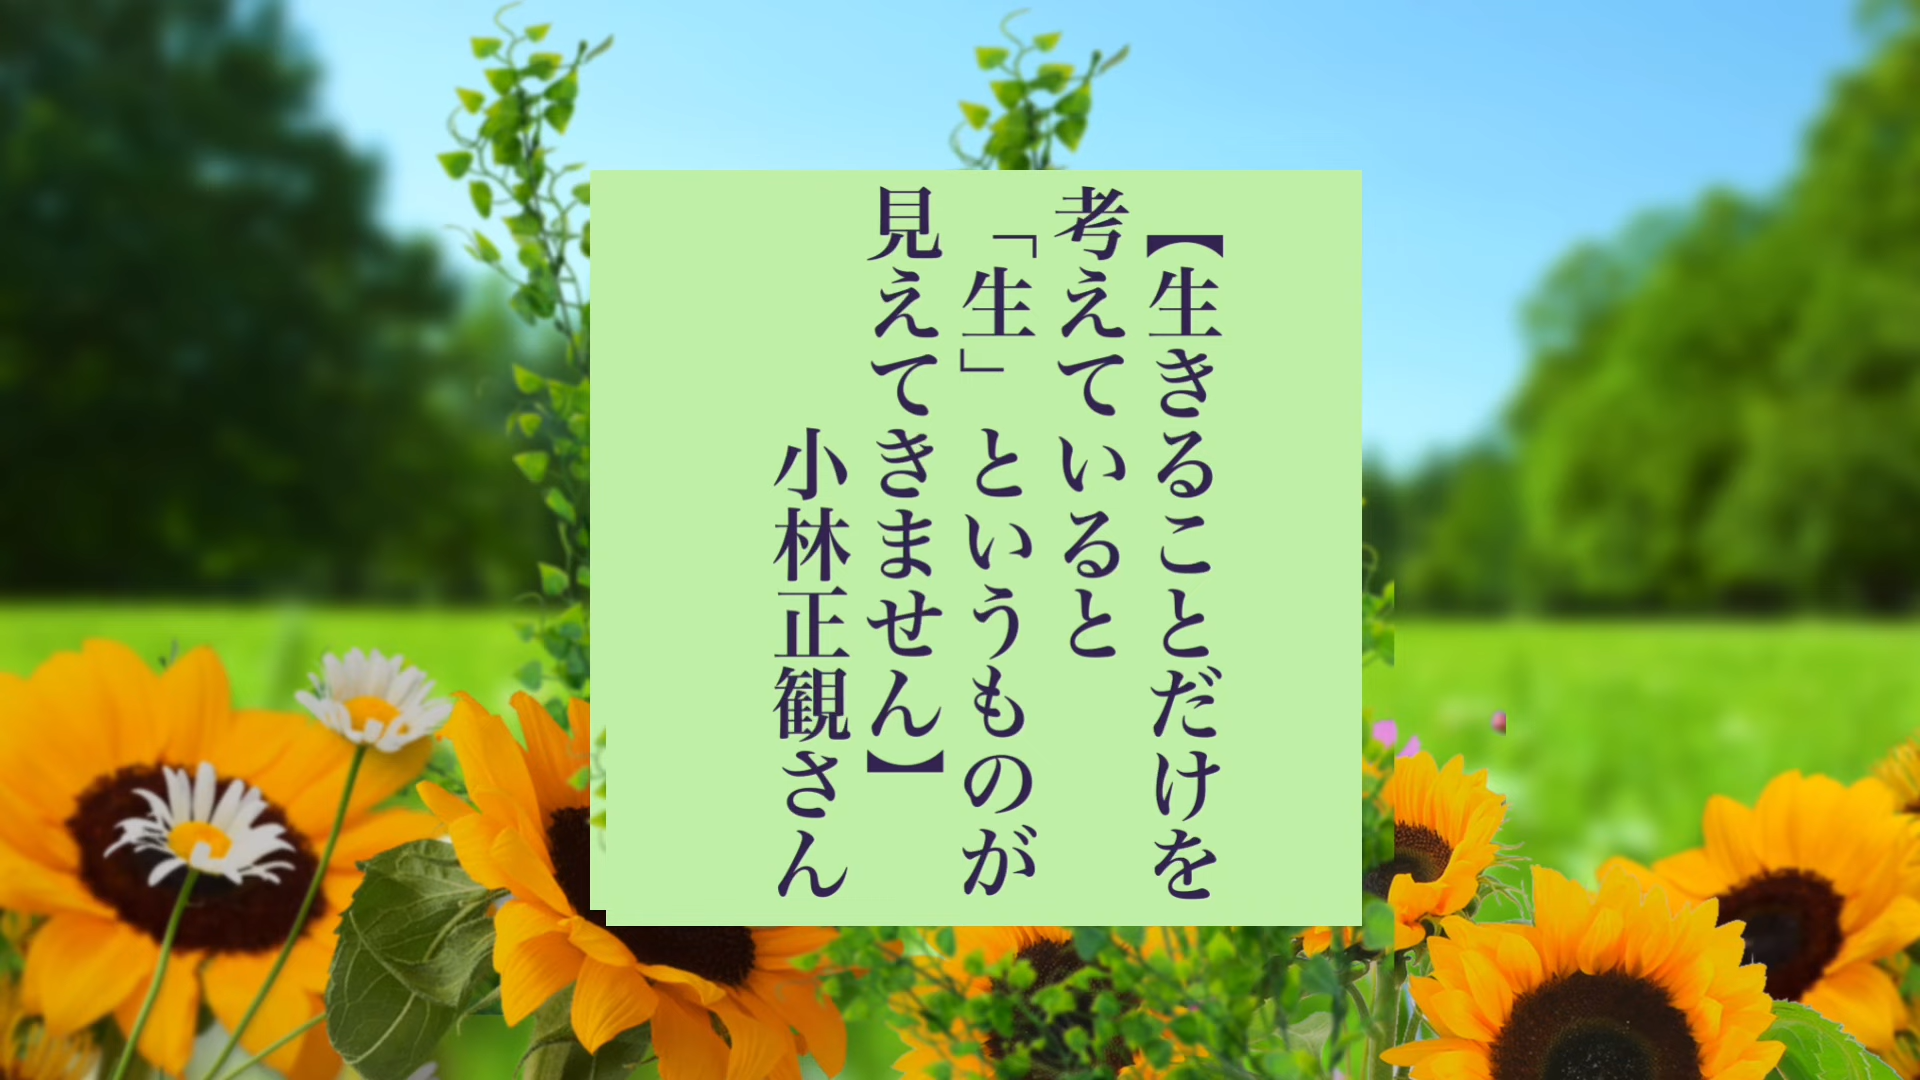 【生きることだけを
考えていると
「生」というものが
見えてきません】
小林正観さん